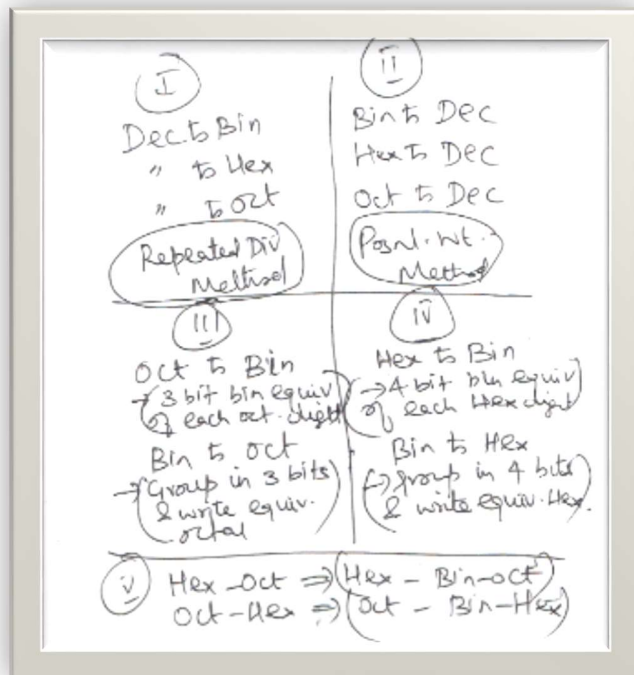 I
Dec to Bin
" to Hex
" to Oct
Repeated Div
Method
II
Bin to Dec
Hex to Dec
Oct to Dec
Posnl. Wt.
Method
III
Oct to Bin
→ 3 bit bin equiv
of each oct. digit
Bin to Oct
→ Group in 3 bits
& write equiv.
octal
IV
Hex to Bin
→ 4 bit bin equiv
of each Hex digit
Bin to Hex
→ group in 4 bits
& write equiv. Hex.
V
Hex - Oct ⇒ Hex - Bin - Oct
Oct - Hex ⇒ Oct - Bin - Hex